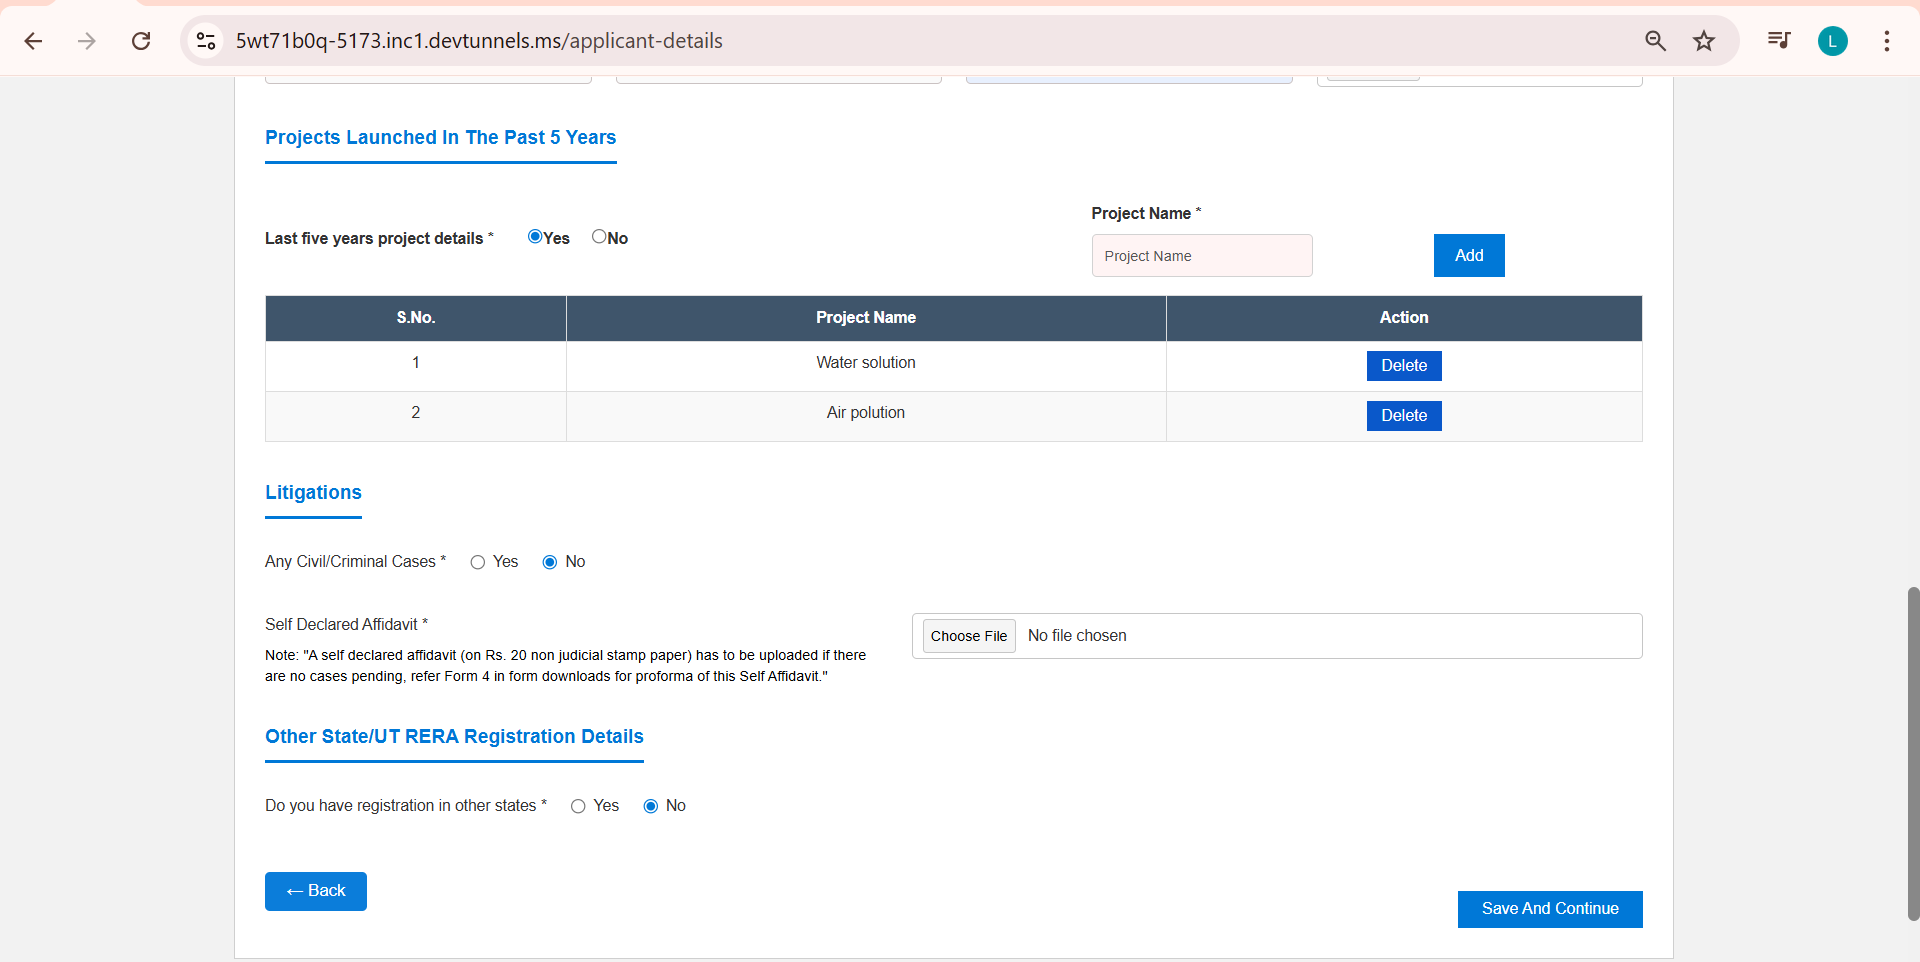 5wt71b0q-5173.inc1.devtunnels.ms/applicant-details
L
Projects Launched In The Past 5 Years
Project Name *
Last five years project details * Yes No
Project Name
Add
S.No. Project Name Action
1 Water solution Delete
2 Air polution Delete
Litigations
Any Civil/Criminal Cases * Yes No
Self Declared Affidavit *
Choose File No file chosen
Note: "A self declared affidavit (on Rs. 20 non judicial stamp paper) has to be uploaded if there
are no cases pending, refer Form 4 in form downloads for proforma of this Self Affidavit."
Other State/UT RERA Registration Details
Do you have registration in other states * Yes No
← Back
Save And Continue